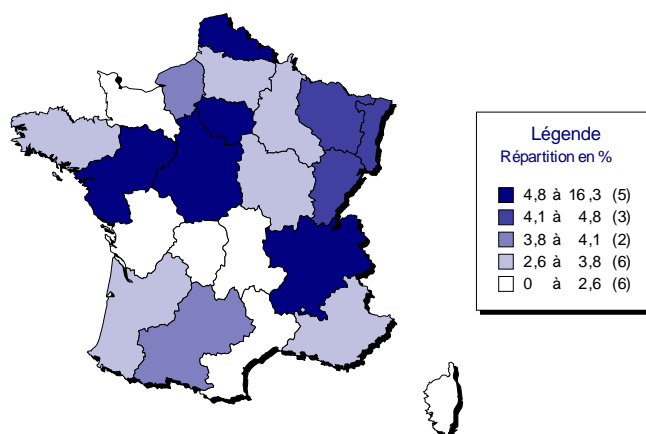 Légende
Répartition en %
4,8 à 16,3 (5)
4,1 à 4,8 (3)
3,8 à 4,1 (2)
2,6 à 3,8 (6)
0 à 2,6 (6)